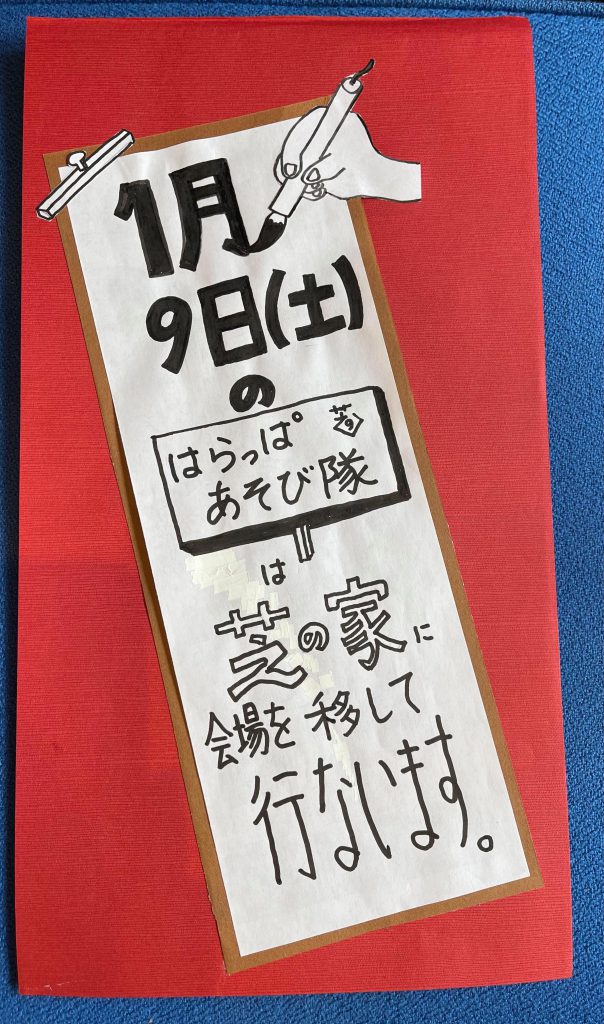 1月
9日(土)
の
はらっぱ
あそび隊
は
芝の家に
会場を移して
行ないます。